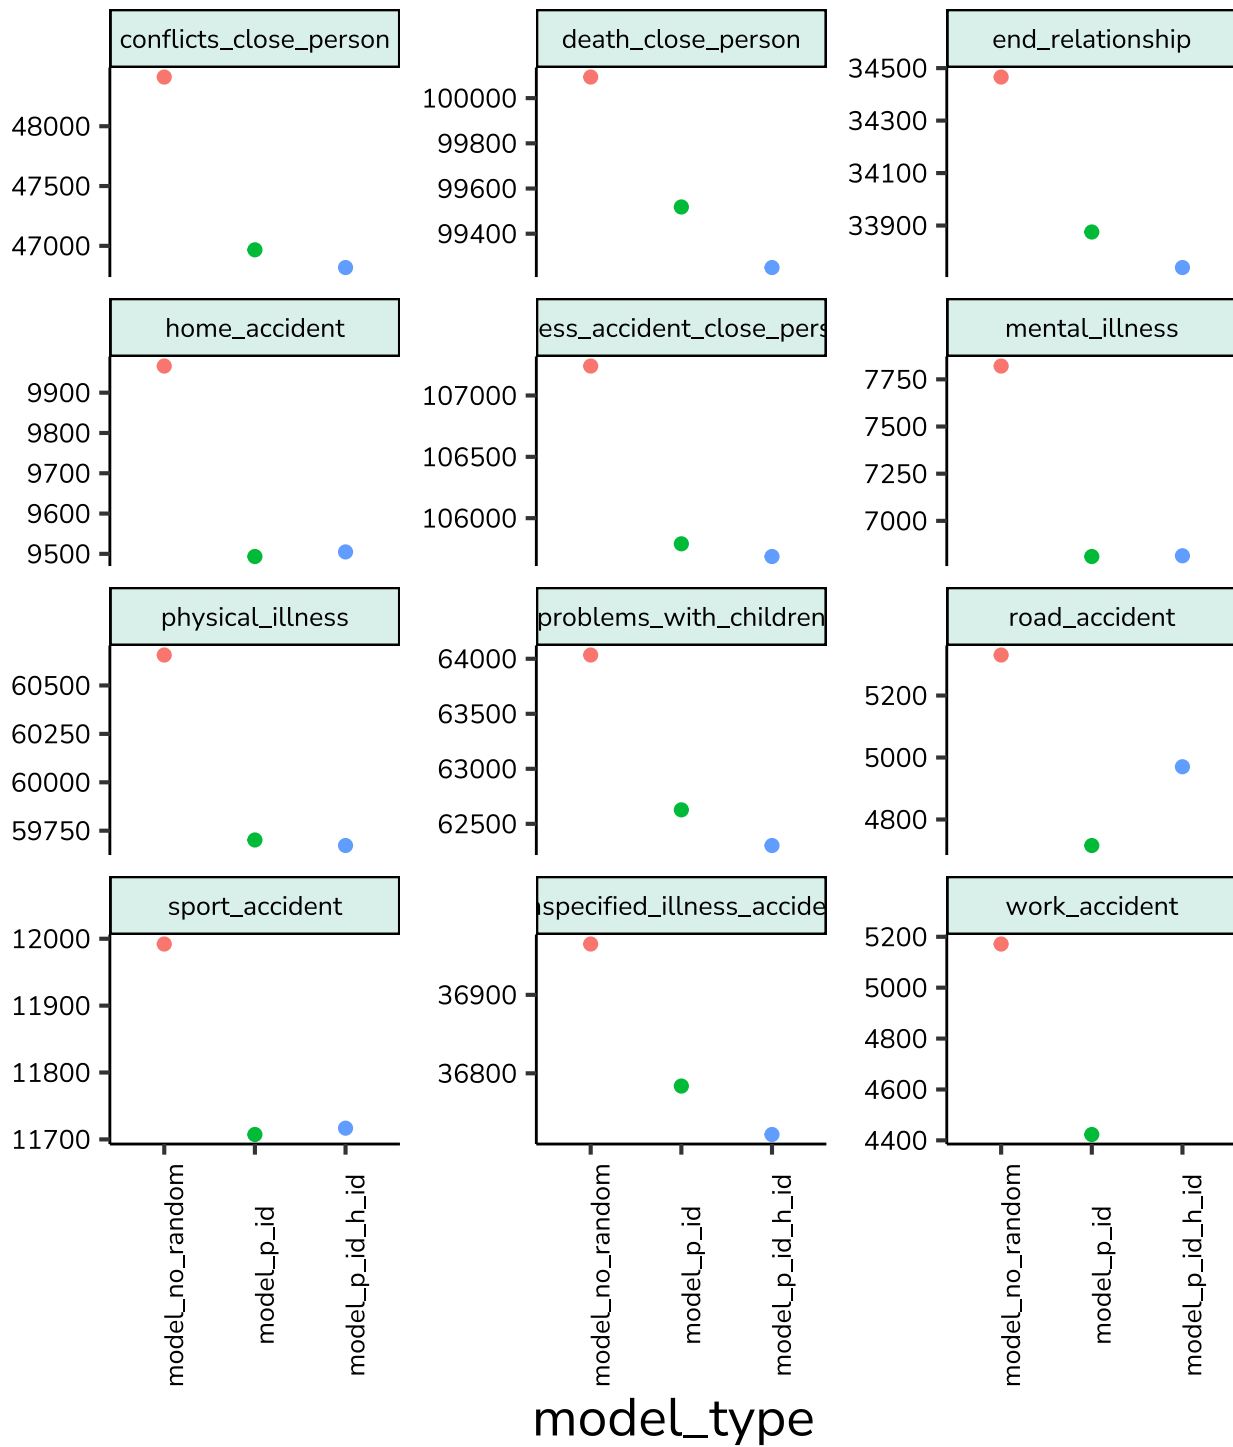 conflicts_close_person
death_close_person
end_relationship
48000
47500
47000
100000
99800
99600
99400
34500
34300
34100
33900
home_accident
ess_accident_close_pers
mental_illness
9900
9800
9700
9600
9500
107000
106500
106000
7750
7500
7250
7000
physical_illness
problems_with_children
road_accident
60500
60250
60000
59750
64000
63500
63000
62500
5200
5000
4800
sport_accident
nspecified_illness_accide
work_accident
12000
11900
11800
11700
36900
36800
5200
5000
4800
4600
4400
model_no_random
model_p_id
model_p_id_h_id
model_no_random
model_p_id
model_p_id_h_id
model_no_random
model_p_id
model_p_id_h_id
model_type